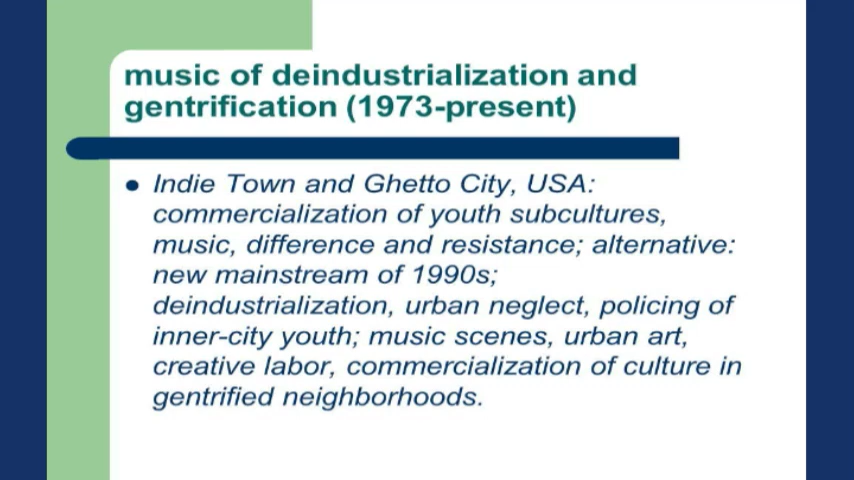 music of deindustrialization and
gentrification (1973-present)
● Indie Town and Ghetto City, USA:
commercialization of youth subcultures,
music, difference and resistance; alternative:
new mainstream of 1990s;
deindustrialization, urban neglect, policing of
inner-city youth; music scenes, urban art,
creative labor, commercialization of culture in
gentrified neighborhoods.